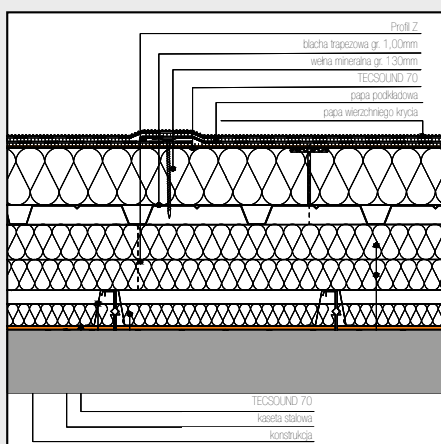 Profil Z
blacha trapezowa gr. 1,00mm
wełna mineralna gr. 130mm
TECSOUND 70
papa podkładowa
papa wierzchniego krycia
TECSOUND 70
kaseta stalowa
konstrukcja